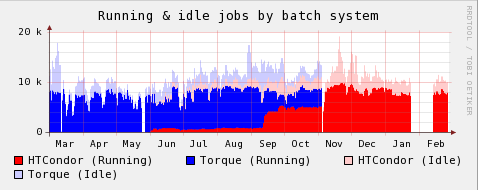 Running & idle jobs by batch system
20 k
10 k
0
Mar Apr May Jun Jul Aug Sep Oct Nov Dec Jan Feb
HTCondor (Running) Torque (Running) HTCondor (Idle)
Torque (Idle)
RRDTOOL / TOBI OETIKER